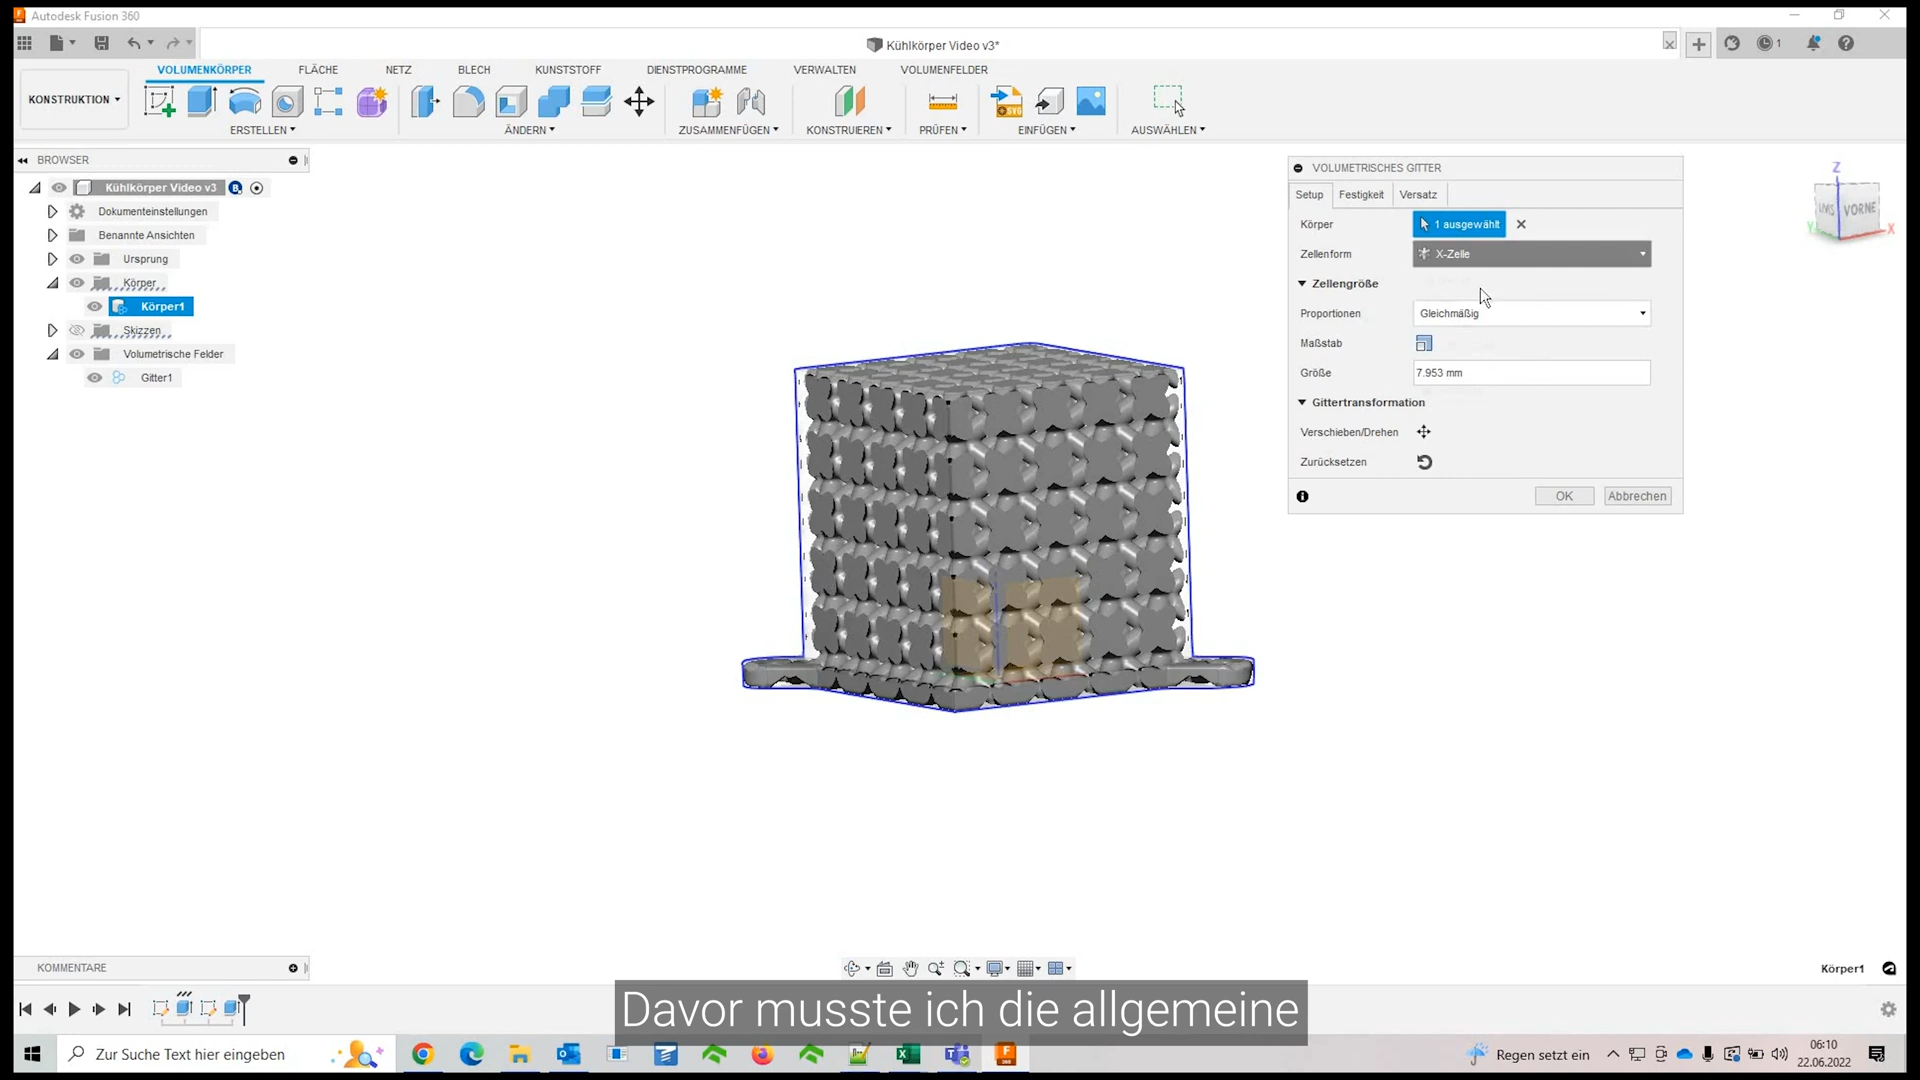 Autodesk Fusion 360
Kühlkörper Video v3*
1
KONSTRUKTION
VOLUMENKÖRPER FLÄCHE NETZ BLECH KUNSTSTOFF DIENSTPROGRAMME VERWALTEN VOLUMENFELDER
ERSTELLEN ÄNDERN ZUSAMMENFÜGEN KONSTRUIEREN PRÜFEN EINFÜGEN AUSWÄHLEN
BROWSER
Kühlkörper Video v3
Dokumenteinstellungen
Benannte Ansichten
Ursprung
Körper
Körper1
Skizzen
Volumetrische Felder
Gitter1
VOLUMETRISCHES GITTER
Setup Festigkeit Versatz
Körper 1 ausgewählt
Zellenform X-Zelle
Zellengröße
Proportionen Gleichmäßig
Maßstab
Größe 7.953 mm
Gittertransformation
Verschieben/Drehen
Zurücksetzen
OK Abbrechen
Z
LINKS VORNE
Y X
KOMMENTARE
Körper1
Davor musste ich die allgemeine
Zur Suche Text hier eingeben
Regen setzt ein
06:10
22.06.2022